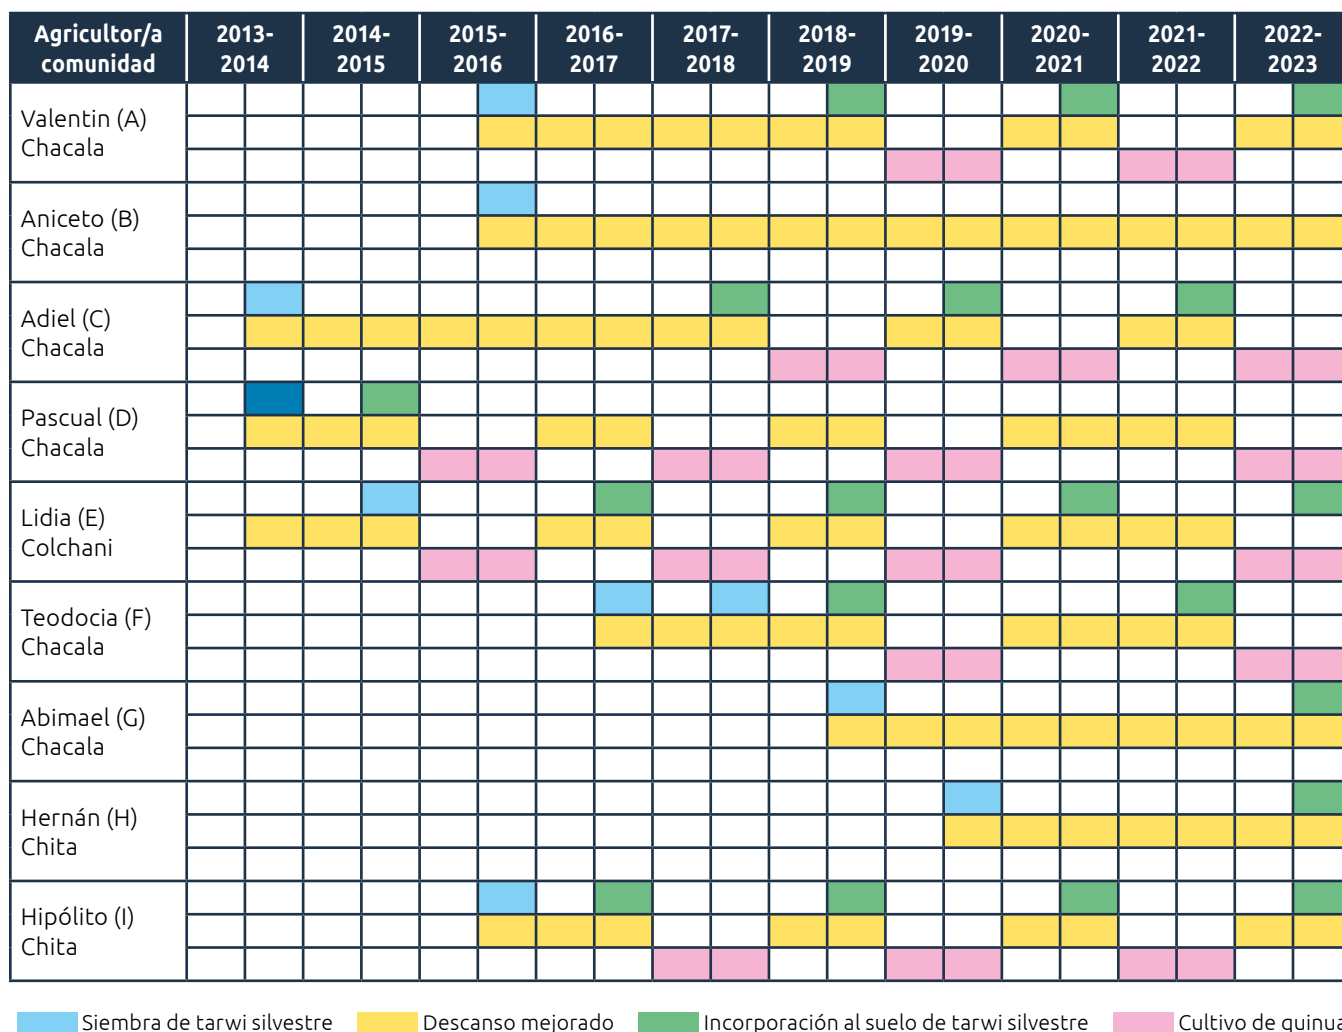 Agricultor/a comunidad
2013-2014
2014-2015
2015-2016
2016-2017
2017-2018
2018-2019
2019-2020
2020-2021
2021-2022
2022-2023
Valentin (A)
Chacala
Aniceto (B)
Chacala
Adiel (C)
Chacala
Pascual (D)
Chacala
Lidia (E)
Colchani
Teodocia (F)
Chacala
Abimael (G)
Chacala
Hernán (H)
Chita
Hipólito (I)
Chita
Siembra de tarwi silvestre
Descanso mejorado
Incorporación al suelo de tarwi silvestre
Cultivo de quinua